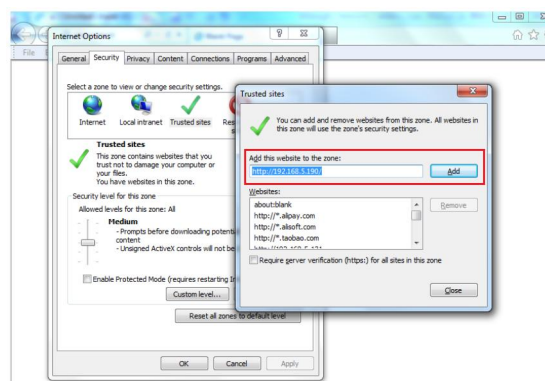 Internet Options
File
General Security Privacy Content Connections Programs Advanced
Select a zone to view or change security settings.
Internet Local intranet Trusted sites
Trusted sites
This zone contains websites that you
trust not to damage your computer or
your files.
You have websites in this zone.
Security level for this zone
Allowed levels for this zone: All
Medium
- Prompts before downloading
content
- Unsigned ActiveX controls will not be
Enable Protected Mode (requires restarting
Custom level...
Reset all zones to default level
OK Cancel Apply
Trusted sites
You can add and remove websites from this zone. All websites in
this zone will use the zone's security settings.
Add this website to the zone:
http://192.168.5.190/ Add
Websites:
about:blank Remove
http://*.alipay.com
http://*.alisoft.com
http://*.taobao.com
Require server verification (https:) for all sites in this zone
Close